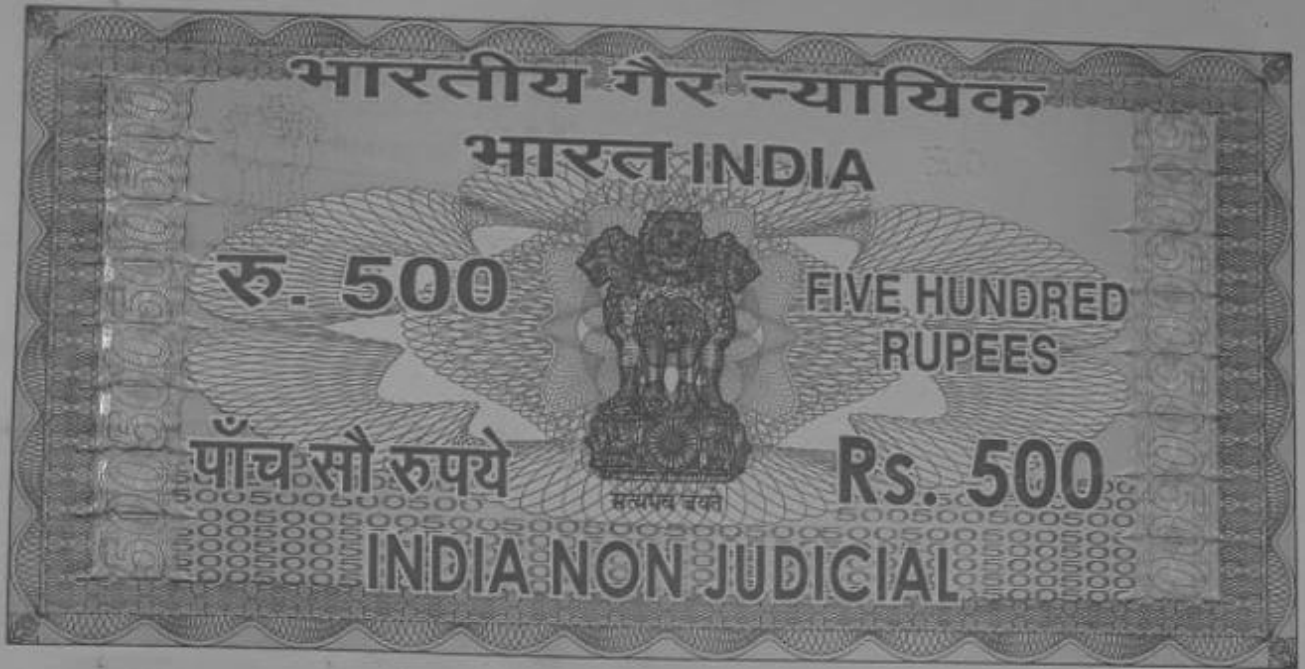 भारतीय गैर न्यायिक
भारत INDIA
रु. 500
FIVE HUNDRED
RUPEES
पाँच सौ रुपये
Rs. 500
सत्यमेव जयते
INDIA NON JUDICIAL